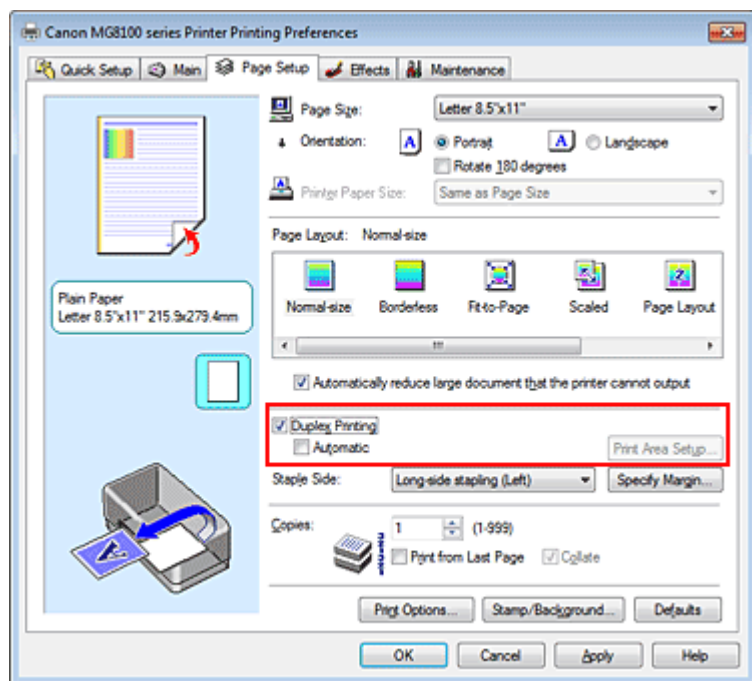 Canon MG8100 series Printer Printing Preferences
Quick Setup Main Page Setup Effects Maintenance
Page Size: Letter 8.5"x11"
Orientation: A Portrait A Landscape
Rotate 180 degrees
Printer Paper Size: Same as Page Size
Page Layout: Normal-size
Normal-size Borderless Fit-to-Page Scaled Page Layout
Plain Paper
Letter 8.5"x11" 215.9x279.4mm
Automatically reduce large document that the printer cannot output
Duplex Printing
Automatic Print Area Setup...
Staple Side: Long-side stapling (Left) Specify Margin...
Copies: 1 (1-999)
Print from Last Page Collate
Print Options... Stamp/Background... Defaults
OK Cancel Apply Help